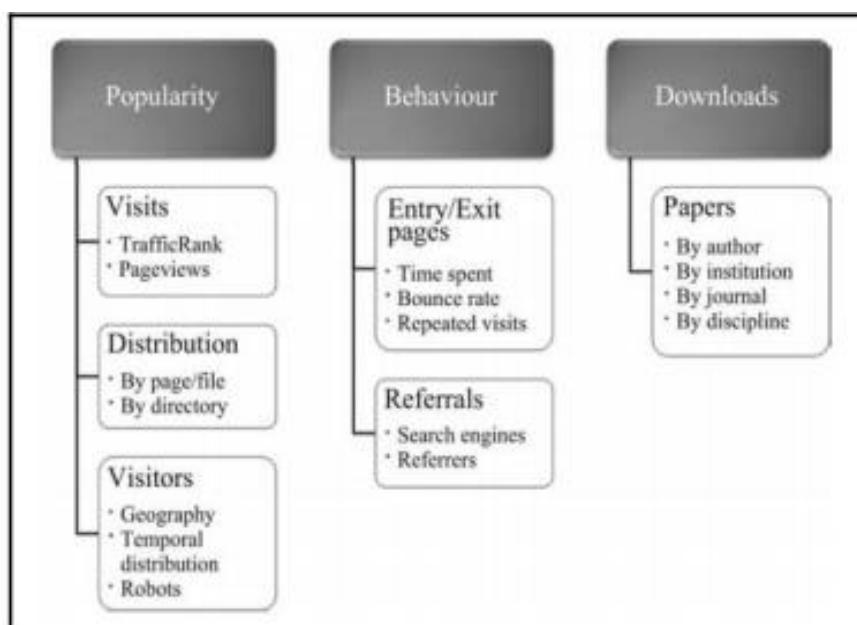 Popularity
Visits
· TrafficRank
· Pageviews
Distribution
· By page/file
· By directory
Visitors
· Geography
· Temporal
distribution
· Robots
Behaviour
Entry/Exit
pages
· Time spent
· Bounce rate
· Repeated visits
Referrals
· Search engines
· Referrers
Downloads
Papers
· By author
· By institution
· By journal
· By discipline